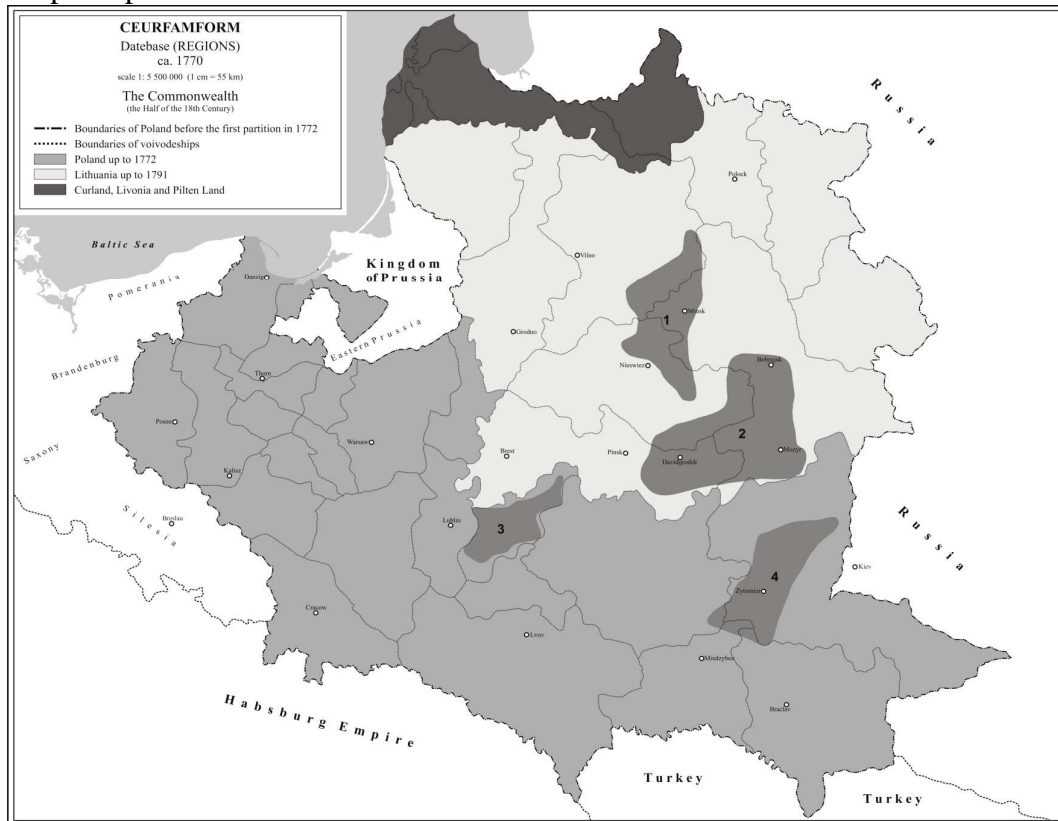 CEURFAMFORM
Datebase (REGIONS)
ca. 1770
scale 1: 5 500 000 (1 cm = 55 km)
The Commonwealth
(the Half of the 18th Century)
Boundaries of Poland before the first partition in 1772
Boundaries of voivodeships
Poland up to 1772
Lithuania up to 1791
Curland, Livonia and Pilten Land
Russia
Polock
Baltic Sea
Vilno
Kingdom
of Prussia
Danzig
Pomerania
Minsk
1
Grodno
Eastern Prussia
Brandenburg
Nieswiez
Bobrujsk
Thorn
Posen
Warsaw
2
Saxony
Brest
Pinsk
Davidgrodek
Mozyr
Kalisz
Silesia
Breslau
Lublin
3
Russia
Kiev
4
Zytomierz
Cracow
Lvov
Miedzybez
Braclav
Habsburg Empire
Turkey
Turkey